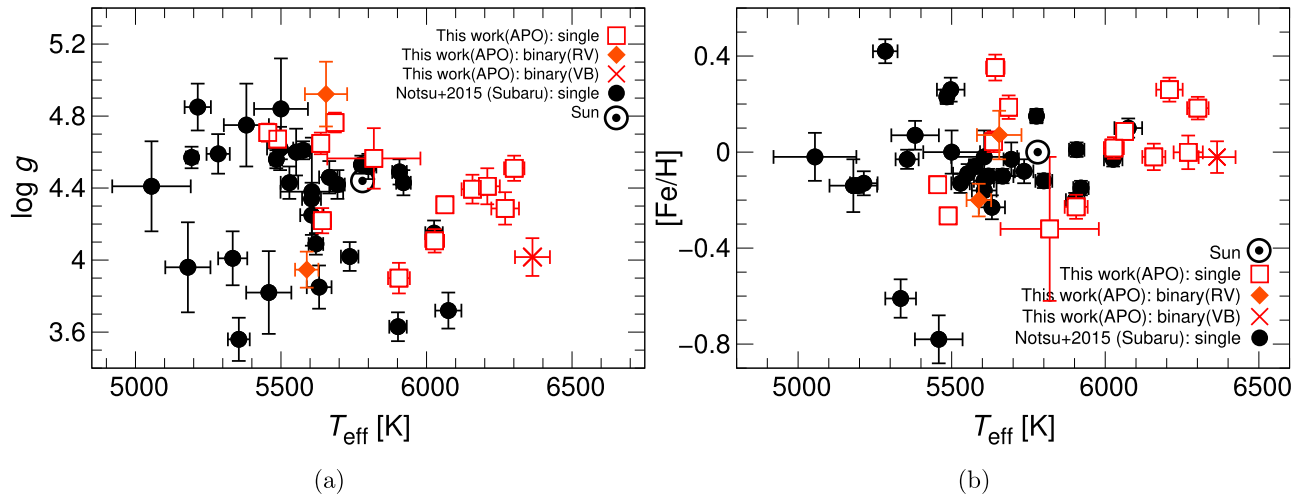 5.2
4.8
4.4
4
3.6
log g
This work(APO): single
This work(APO): binary(RV)
This work(APO): binary(VB)
Notsu+2015 (Subaru): single
Sun
5000 5500 6000 6500
Teff [K]
(a)
0.4
0
−0.4
−0.8
[Fe/H]
Sun
This work(APO): single
This work(APO): binary(RV)
This work(APO): binary(VB)
Notsu+2015 (Subaru): single
5000 5500 6000 6500
Teff [K]
(b)